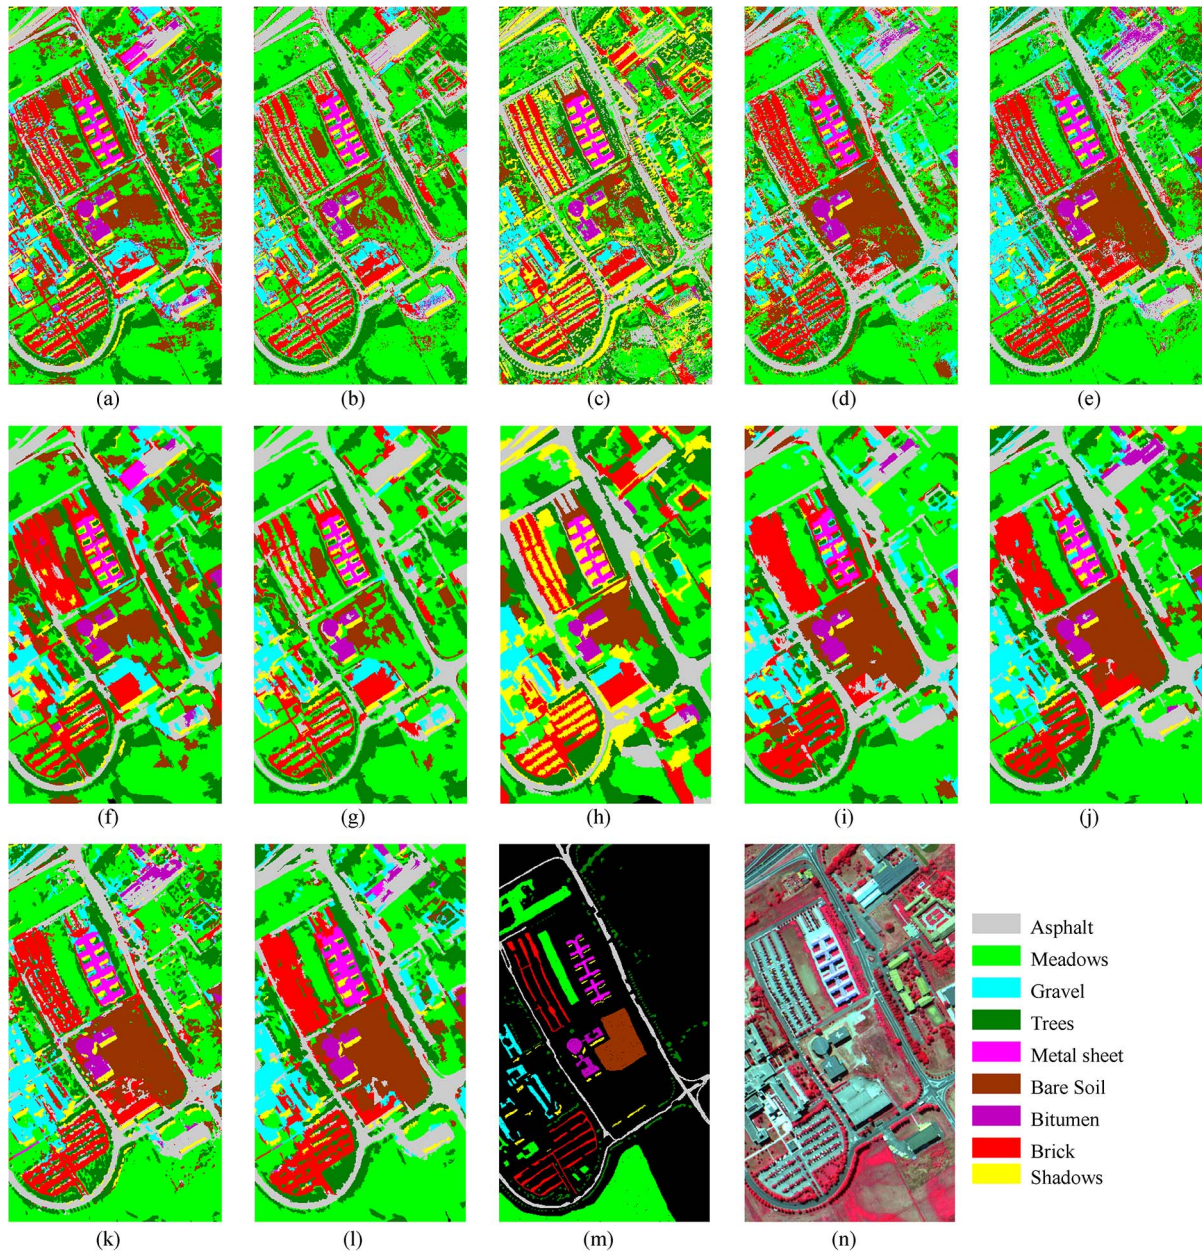 (a)
(b)
(c)
(d)
(e)
(f)
(g)
(h)
(i)
(j)
(k)
(l)
(m)
(n)
Asphalt
Meadows
Gravel
Trees
Metal sheet
Bare Soil
Bitumen
Brick
Shadows